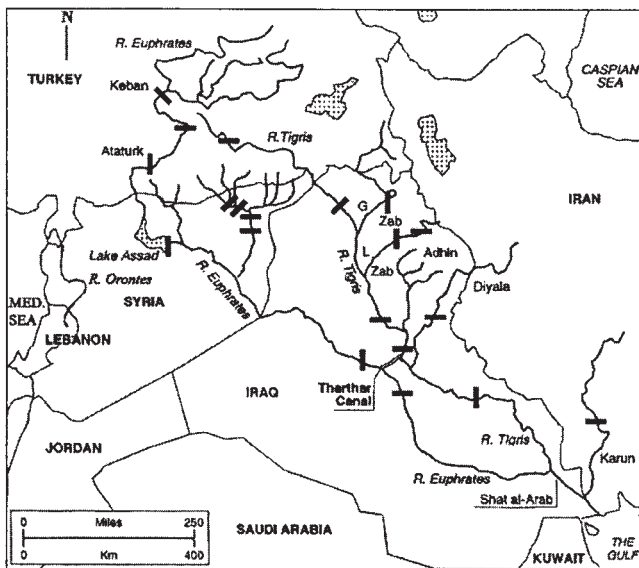 N
R. Euphrates
CASPIAN
SEA
TURKEY
Keban
R.Tigris
Ataturk
IRAN
G
Zab
L
Zab
Adhin
Lake Assad
R. Orontes
R. Euphrates
R. Tigris
Diyala
MED.
SEA
SYRIA
LEBANON
IRAQ
Tharthar
Canal
JORDAN
R. Tigris
Karun
R. Euphrates
Shat al-Arab
0 Miles 250
0 Km 400
SAUDI ARABIA
KUWAIT
THE
GULF